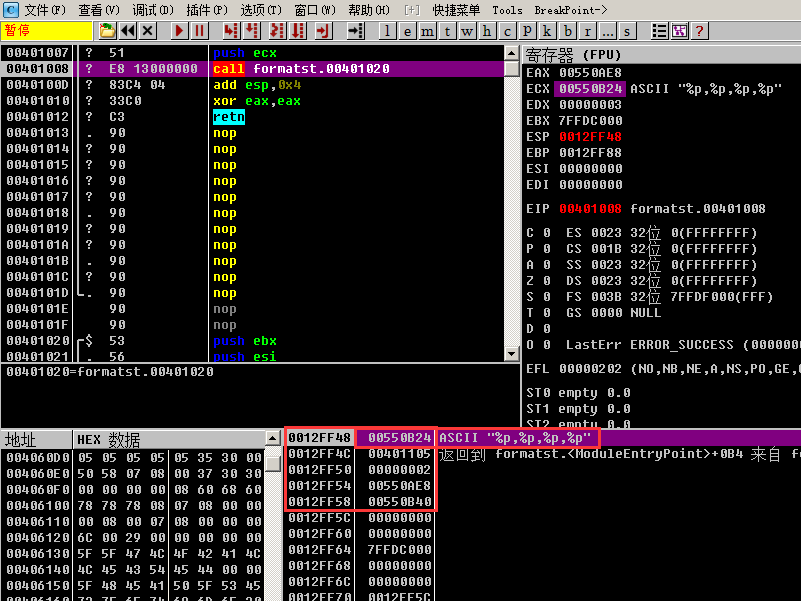 C 文件(F) 查看(V) 调试(D) 插件(P) 选项(T) 窗口(W) 帮助(H) [+] 快捷菜单 Tools BreakPoint->
暂停 l e m t w h c p k b r ... s ?
00401007 ? 51 push ecx
00401008 ? E8 13000000 call formatst.00401020
0040100D ? 83C4 04 add esp,0x4
00401010 ? 33C0 xor eax,eax
00401012 ? C3 retn
00401013 . 90 nop
00401014 ? 90 nop
00401015 ? 90 nop
00401016 ? 90 nop
00401017 ? 90 nop
00401018 . 90 nop
00401019 ? 90 nop
0040101A ? 90 nop
0040101B . 90 nop
0040101C ? 90 nop
0040101D . 90 nop
0040101E 90 nop
0040101F 90 nop
00401020 $ 53 push ebx
00401021 . 56 push esi
00401020=formatst.00401020
寄存器 (FPU)
EAX 00550AE8
ECX 00550B24 ASCII "%p,%p,%p,%p"
EDX 00000003
EBX 7FFDC000
ESP 0012FF48
EBP 0012FF88
ESI 00000000
EDI 00000000
EIP 00401008 formatst.00401008
C 0 ES 0023 32位 0(FFFFFFFF)
P 0 CS 001B 32位 0(FFFFFFFF)
A 0 SS 0023 32位 0(FFFFFFFF)
Z 0 DS 0023 32位 0(FFFFFFFF)
S 0 FS 003B 32位 7FFDF000(FFF)
T 0 GS 0000 NULL
D 0
O 0 LastErr ERROR_SUCCESS (0000000
EFL 00000202 (NO,NB,NE,A,NS,PO,GE,
ST0 empty 0.0
ST1 empty 0.0
ST2 empty 0.0
地址 HEX 数据
004060D0 05 05 05 05 05 35 30 00
004060E0 50 58 07 08 00 37 30 30
004060F0 00 00 00 00 08 60 68 60
00406100 78 78 78 08 07 08 00 00
00406110 00 08 00 07 08 00 00 00
00406120 6C 00 29 00 00 00 00 00
00406130 5F 5F 47 4C 4F 42 41 4C
00406140 4C 45 43 54 45 44 00 00
00406150 5F 48 45 41 50 5F 53 45
0012FF48 00550B24 ASCII "%p,%p,%p,%p"
0012FF4C 00401105 返回到 formatst.<ModuleEntryPoint>+0B4 来自 fo
0012FF50 00000002
0012FF54 00550AE8
0012FF58 00550B40
0012FF5C 00000000
0012FF60 00000000
0012FF64 7FFDC000
0012FF68 00000000
0012FF6C 00000000
0012FF70 0012FF5C